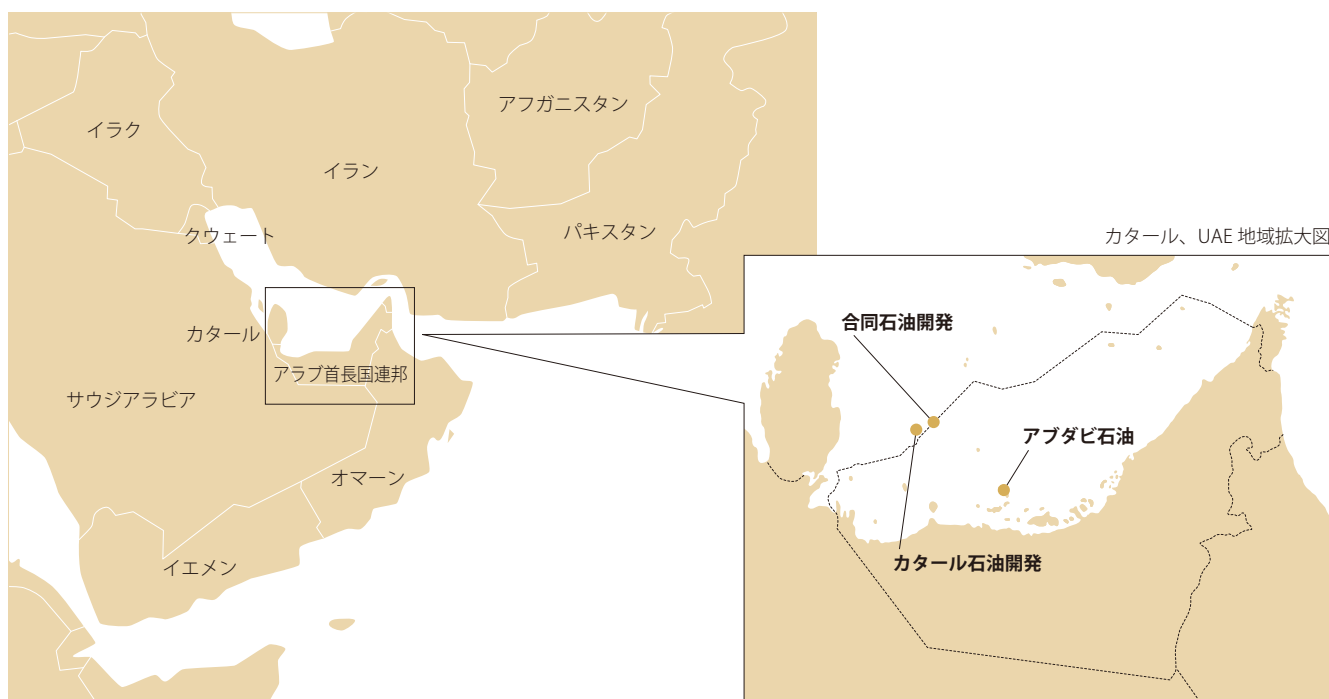 アフガニスタン
イラク
イラン
パキスタン
クウェート
カタール
アラブ首長国連邦
サウジアラビア
オマーン
イエメン
カタール、UAE 地域拡大図
合同石油開発
アブダビ石油
カタール石油開発